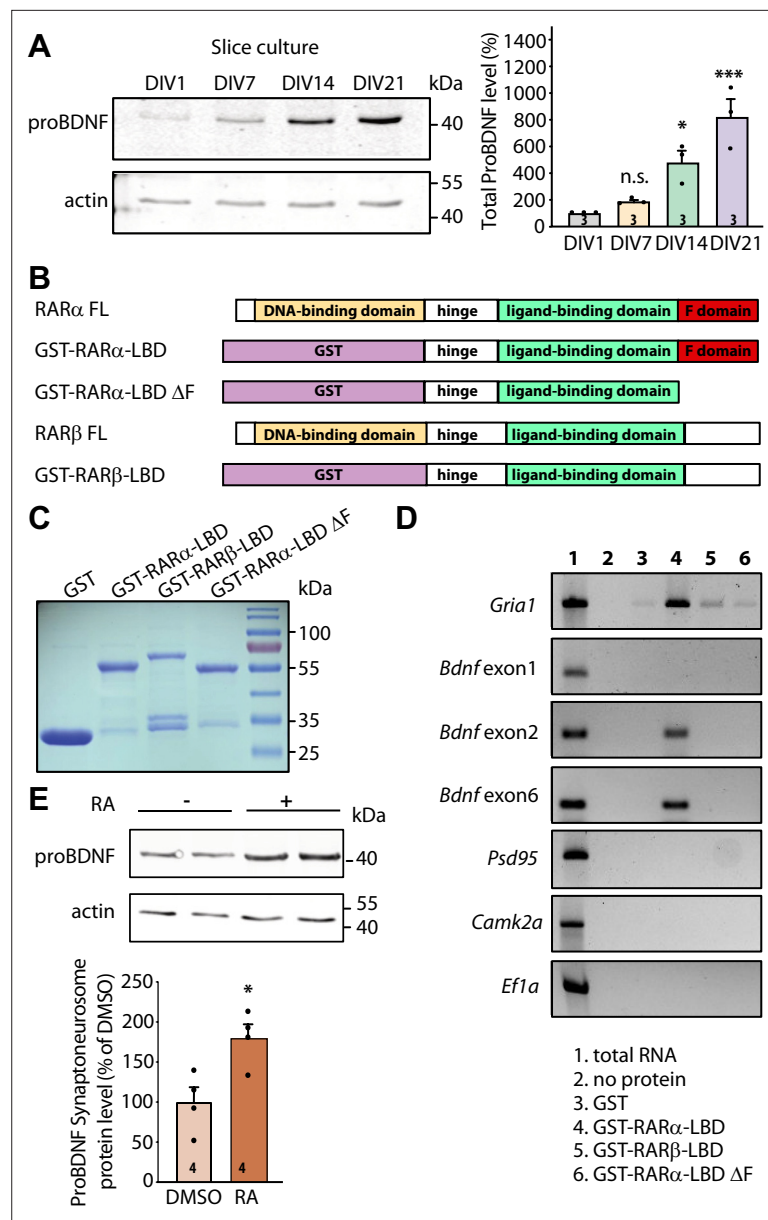 A
Slice culture
DIV1 DIV7 DIV14 DIV21 kDa
proBDNF
40
actin
55
40
Total ProBDNF level (%)
1400
1200
1000
800
600
400
200
0
n.s.
*
***
3 3 3 3
DIV1 DIV7 DIV14 DIV21
B
RARα FL DNA-binding domain hinge ligand-binding domain F domain
GST-RARα-LBD GST hinge ligand-binding domain F domain
GST-RARα-LBD ΔF GST hinge ligand-binding domain
RARβ FL DNA-binding domain hinge ligand-binding domain
GST-RARβ-LBD GST hinge ligand-binding domain
C
GST GST-RARα-LBD GST-RARβ-LBD GST-RARα-LBD ΔF kDa
100
55
35
25
D
1 2 3 4 5 6
Gria1
Bdnf exon1
Bdnf exon2
Bdnf exon6
Psd95
Camk2a
Ef1a
1. total RNA
2. no protein
3. GST
4. GST-RARα-LBD
5. GST-RARβ-LBD
6. GST-RARα-LBD ΔF
E
RA - + kDa
proBDNF
40
actin
55
40
ProBDNF Synaptoneurosome
protein level (% of DMSO)
250
200
150
100
50
0
*
4 4
DMSO RA